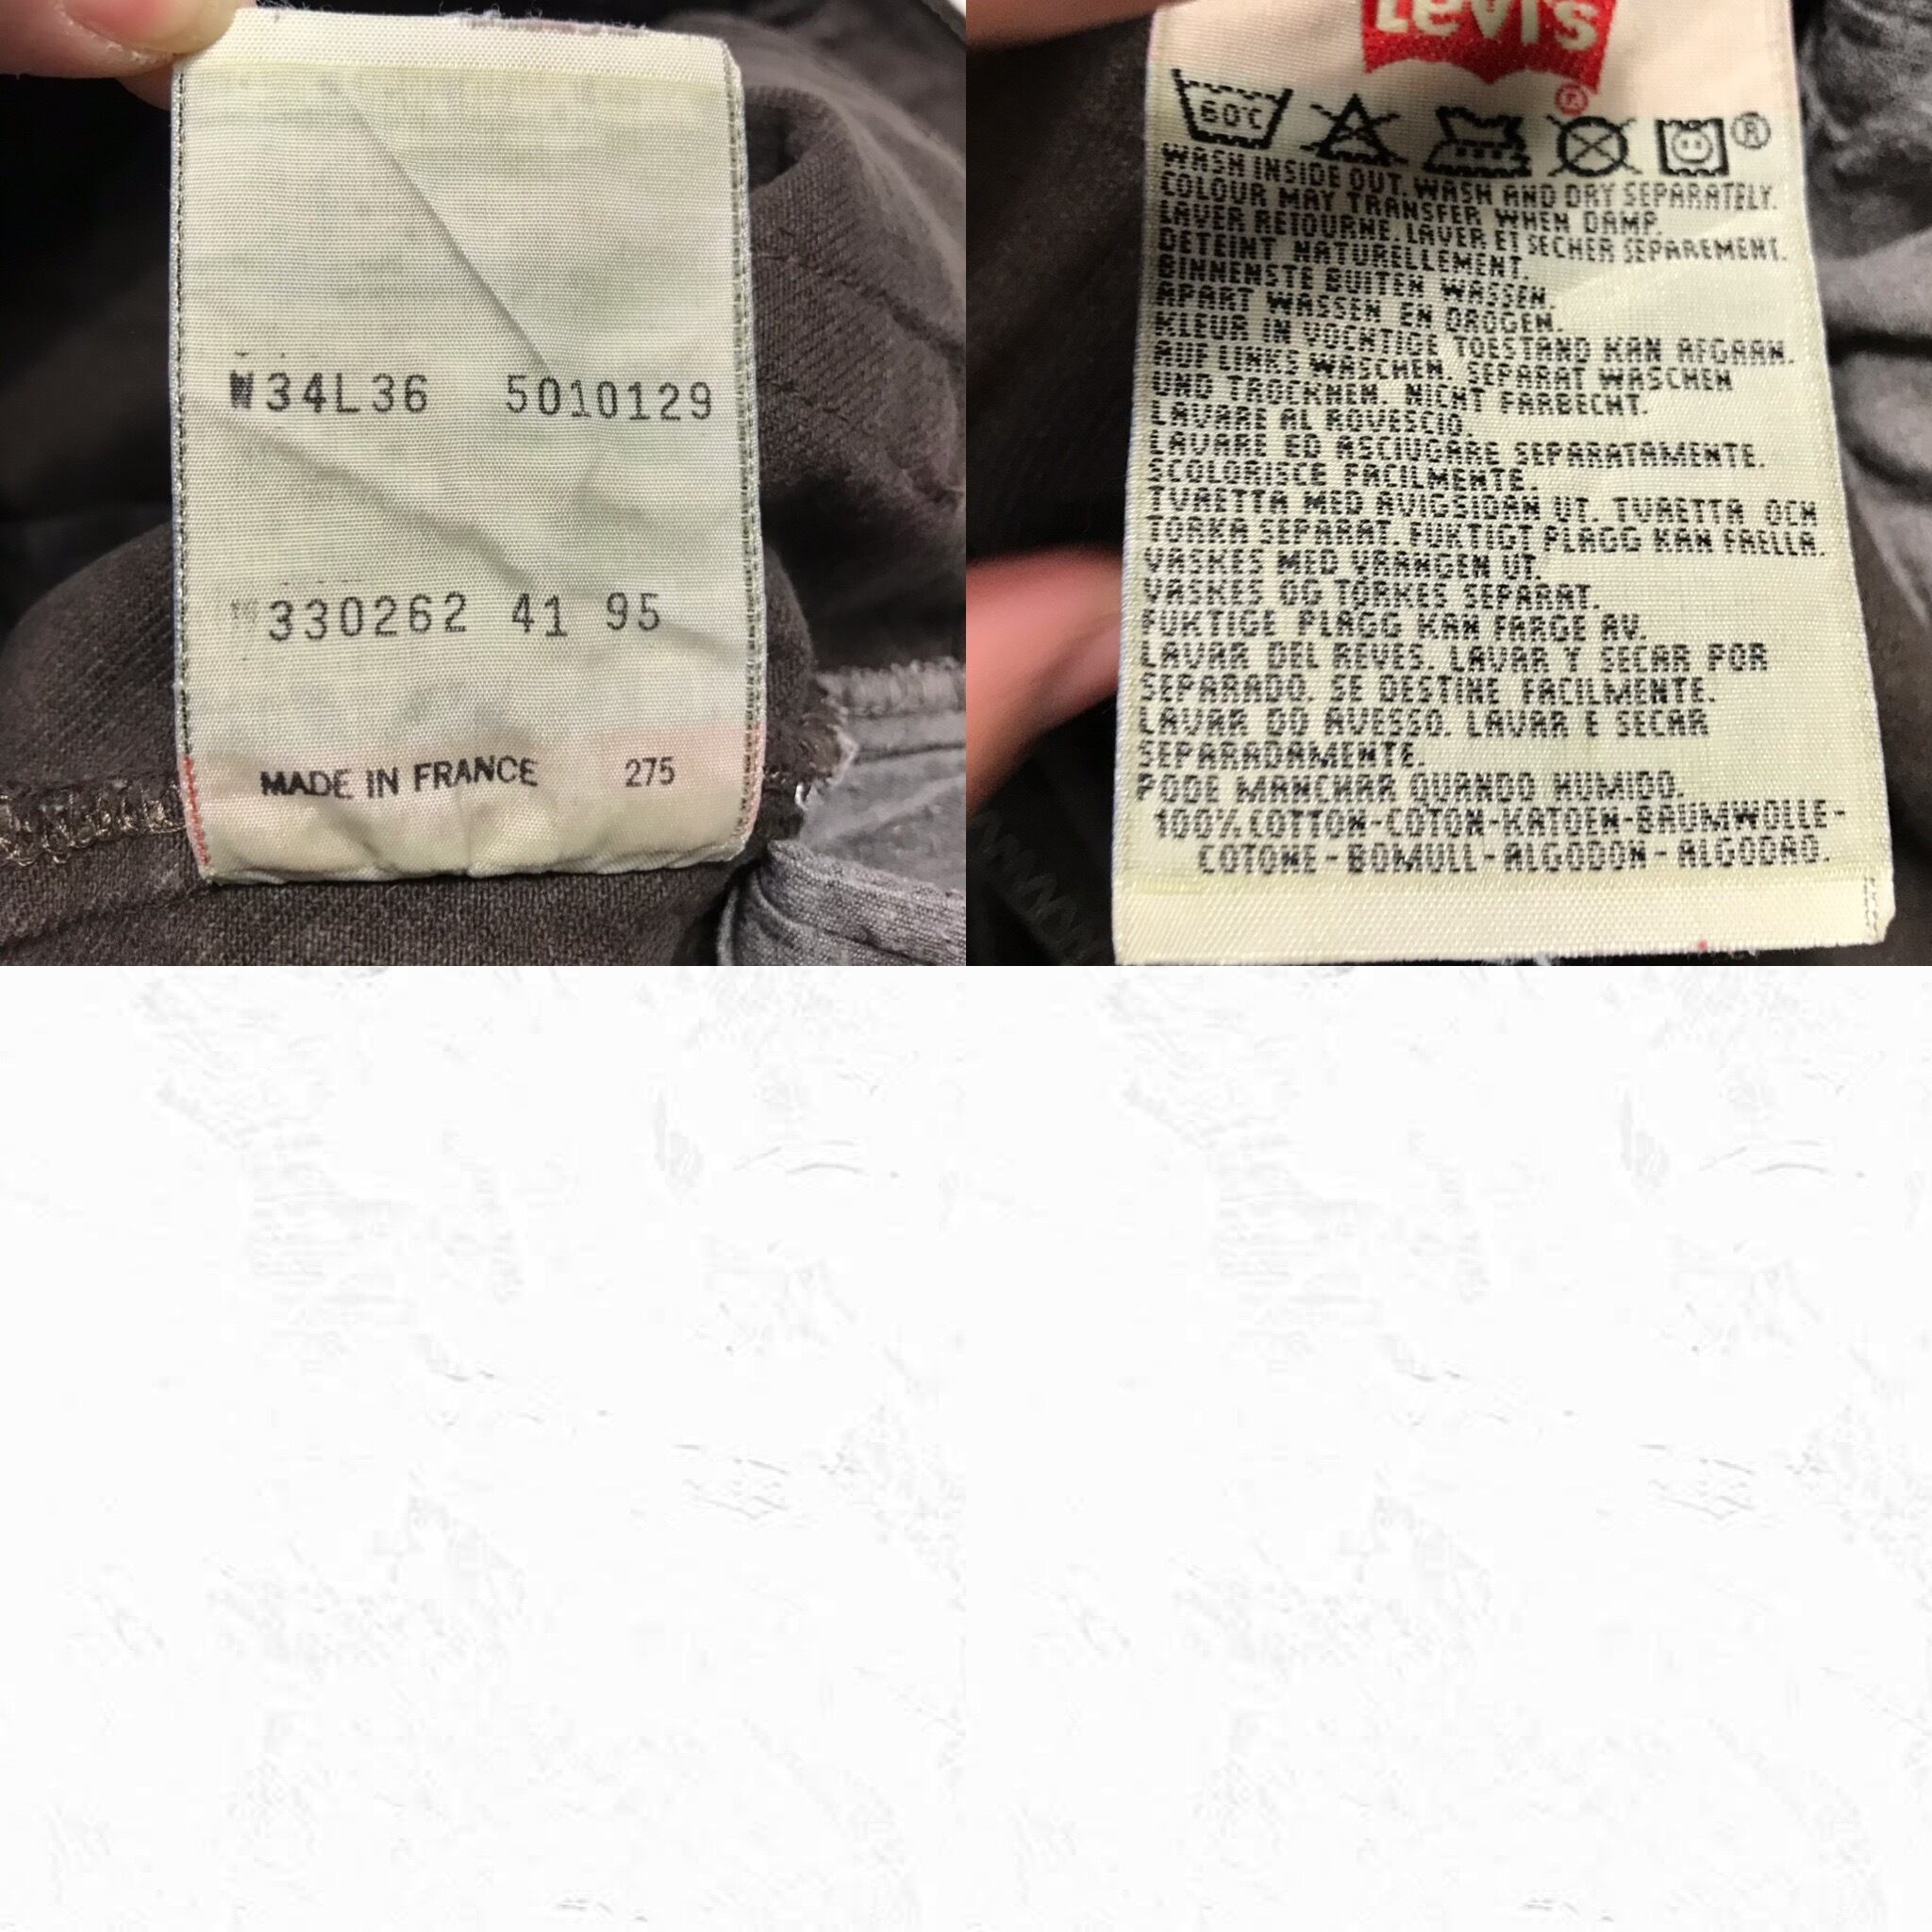 W34L36 5010129
330262 41 95
MADE IN FRANCE 275
Levi's
®
60°C
®
WASH INSIDE OUT. WASH AND DRY SEPARATELY.
COLOUR MAY TRANSFER WHEN DAMP.
LAVER RETOURNE. LAVER ET SECHER SEPAREMENT.
DETEINT NATURELLEMENT.
BINNENSTE BUITEN WASSEN.
APART WASSEN EN DROGEN.
KLEUR IN VOCHTIGE TOESTAND KAN AFGAAN.
AUF LINKS WASCHEN. SEPARAT WASCHEN
UND TROCKNEN. NICHT FARBECHT.
LAVARE AL ROVESCIO.
LAVARE ED ASCIUGARE SEPARATAMENTE.
SCOLORISCE FACILMENTE.
TVAETTA MED AVIGSIDAN UT. TVAETTA OCH
TORKA SEPARAT. FUKTIGT PLAGG KAN FAELLA.
VASKES MED VRANGEN UT.
VASKES OG TORKES SEPARAT.
FUKTIGE PLAGG KAN FARGE AV.
LAVAR DEL REVES. LAVAR Y SECAR POR
SEPARADO. SE DESTINE FACILMENTE.
LAVAR DO AVESSO. LAVAR E SECAR
SEPARADAMENTE.
PODE MANCHAR QUANDO HUMIDO.
100% COTTON-COTON-KATOEN-BAUMWOLLE-
COTONE-BOMULL-ALGODON-ALGODAO.